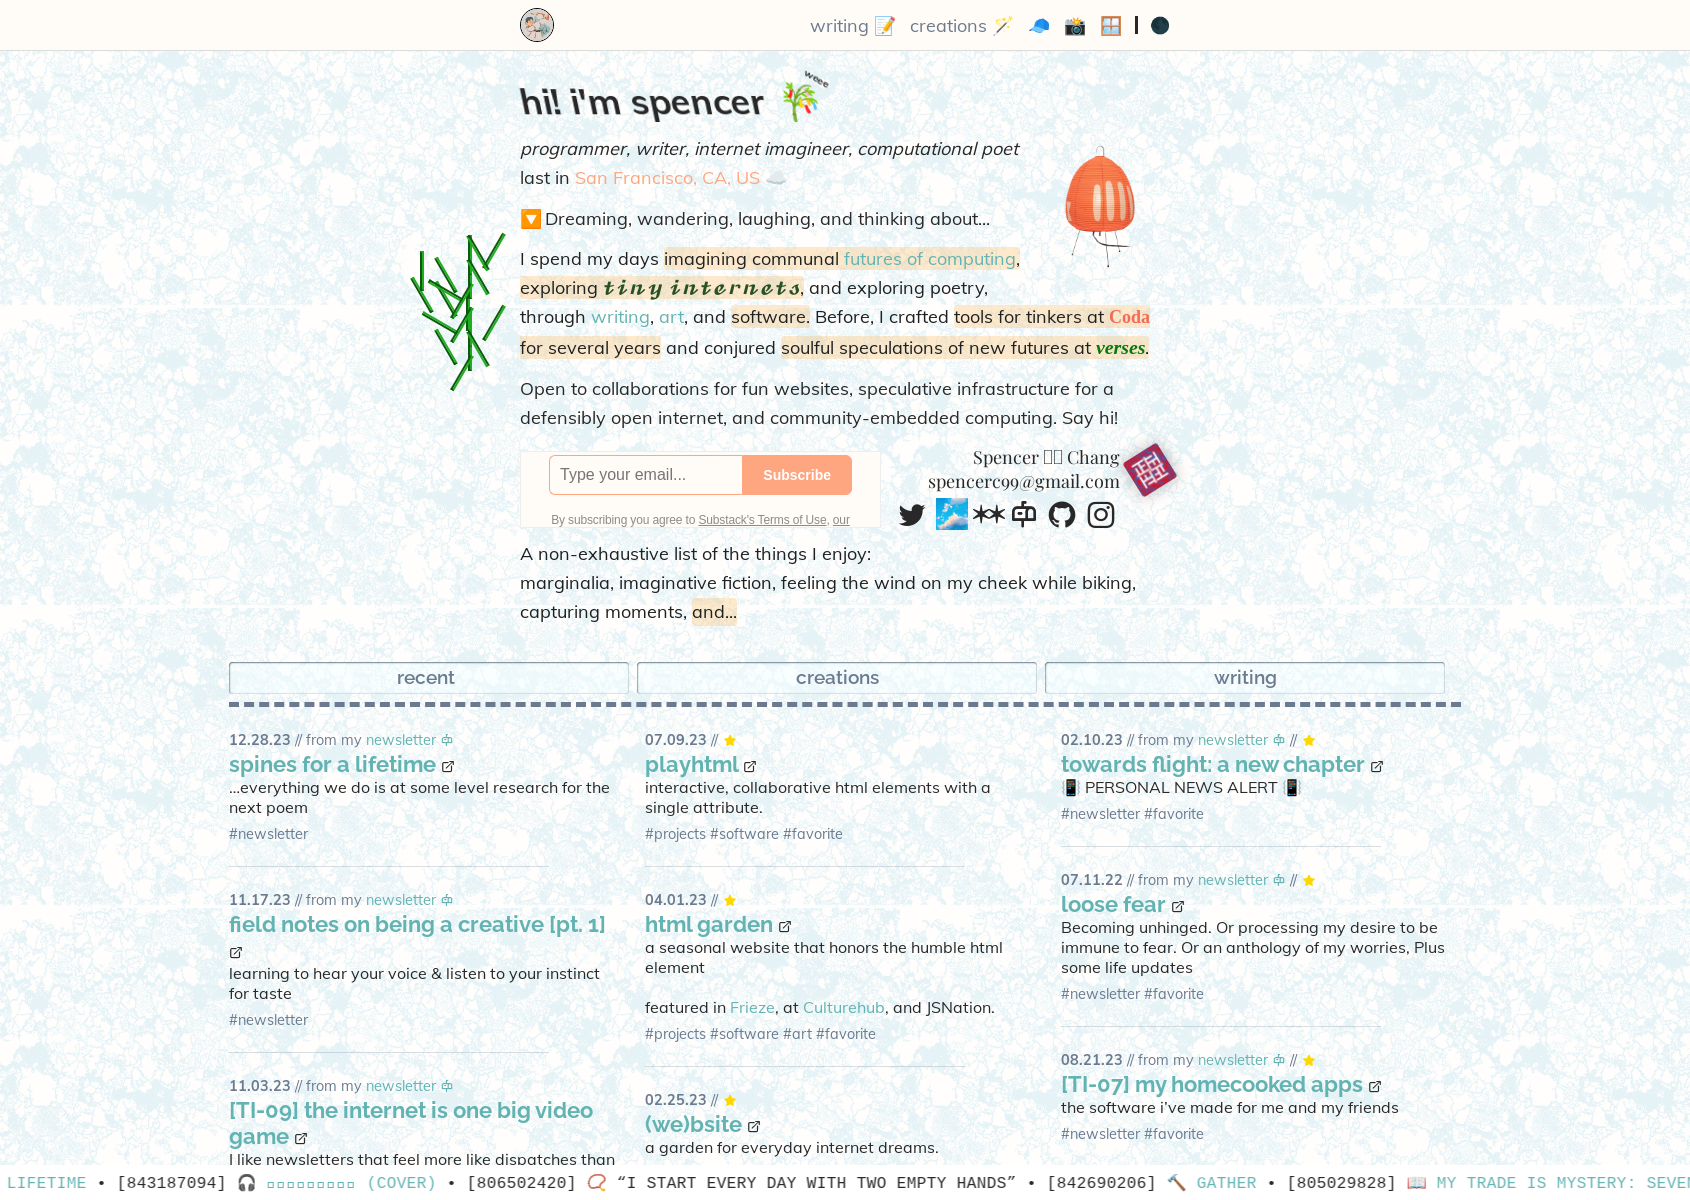 writing 📝 creations 🪄 🧢 📸 🪟 🌑
hi! i'm spencer 🎋 weee
programmer, writer, internet imagineer, computational poet
last in San Francisco, CA, US ☁️
🔽 Dreaming, wandering, laughing, and thinking about...
I spend my days imagining communal futures of computing,
exploring tiny internets, and exploring poetry,
through writing, art, and software. Before, I crafted tools for tinkers at Coda
for several years and conjured soulful speculations of new futures at verses.
Open to collaborations for fun websites, speculative infrastructure for a
defensibly open internet, and community-embedded computing. Say hi!
Type your email... Subscribe
By subscribing you agree to Substack's Terms of Use, our
Spencer Chang
spencerc99@gmail.com
A non-exhaustive list of the things I enjoy:
marginalia, imaginative fiction, feeling the wind on my cheek while biking,
capturing moments, and...
recent
12.28.23 // from my newsletter
spines for a lifetime
...everything we do is at some level research for the
next poem
#newsletter
11.17.23 // from my newsletter
field notes on being a creative [pt. 1]
learning to hear your voice & listen to your instinct
for taste
#newsletter
11.03.23 // from my newsletter
[TI-09] the internet is one big video
game
I like newsletters that feel more like dispatches than
creations
07.09.23 // ⭐
playhtml
interactive, collaborative html elements with a
single attribute.
#projects #software #favorite
04.01.23 // ⭐
html garden
a seasonal website that honors the humble html
element
featured in Frieze, at Culturehub, and JSNation.
#projects #software #art #favorite
02.25.23 // ⭐
(we)bsite
a garden for everyday internet dreams.
writing
02.10.23 // from my newsletter // ⭐
towards flight: a new chapter
📳 PERSONAL NEWS ALERT 📳
#newsletter #favorite
07.11.22 // from my newsletter // ⭐
loose fear
Becoming unhinged. Or processing my desire to be
immune to fear. Or an anthology of my worries, Plus
some life updates
#newsletter #favorite
08.21.23 // from my newsletter // ⭐
[TI-07] my homecooked apps
the software i've made for me and my friends
#newsletter #favorite
LIFETIME • [843187094] 🎧 (COVER) • [806502420] 📿 “I START EVERY DAY WITH TWO EMPTY HANDS” • [842690206] 🔨 GATHER • [805029828] 📖 MY TRADE IS MYSTERY: SEVEN